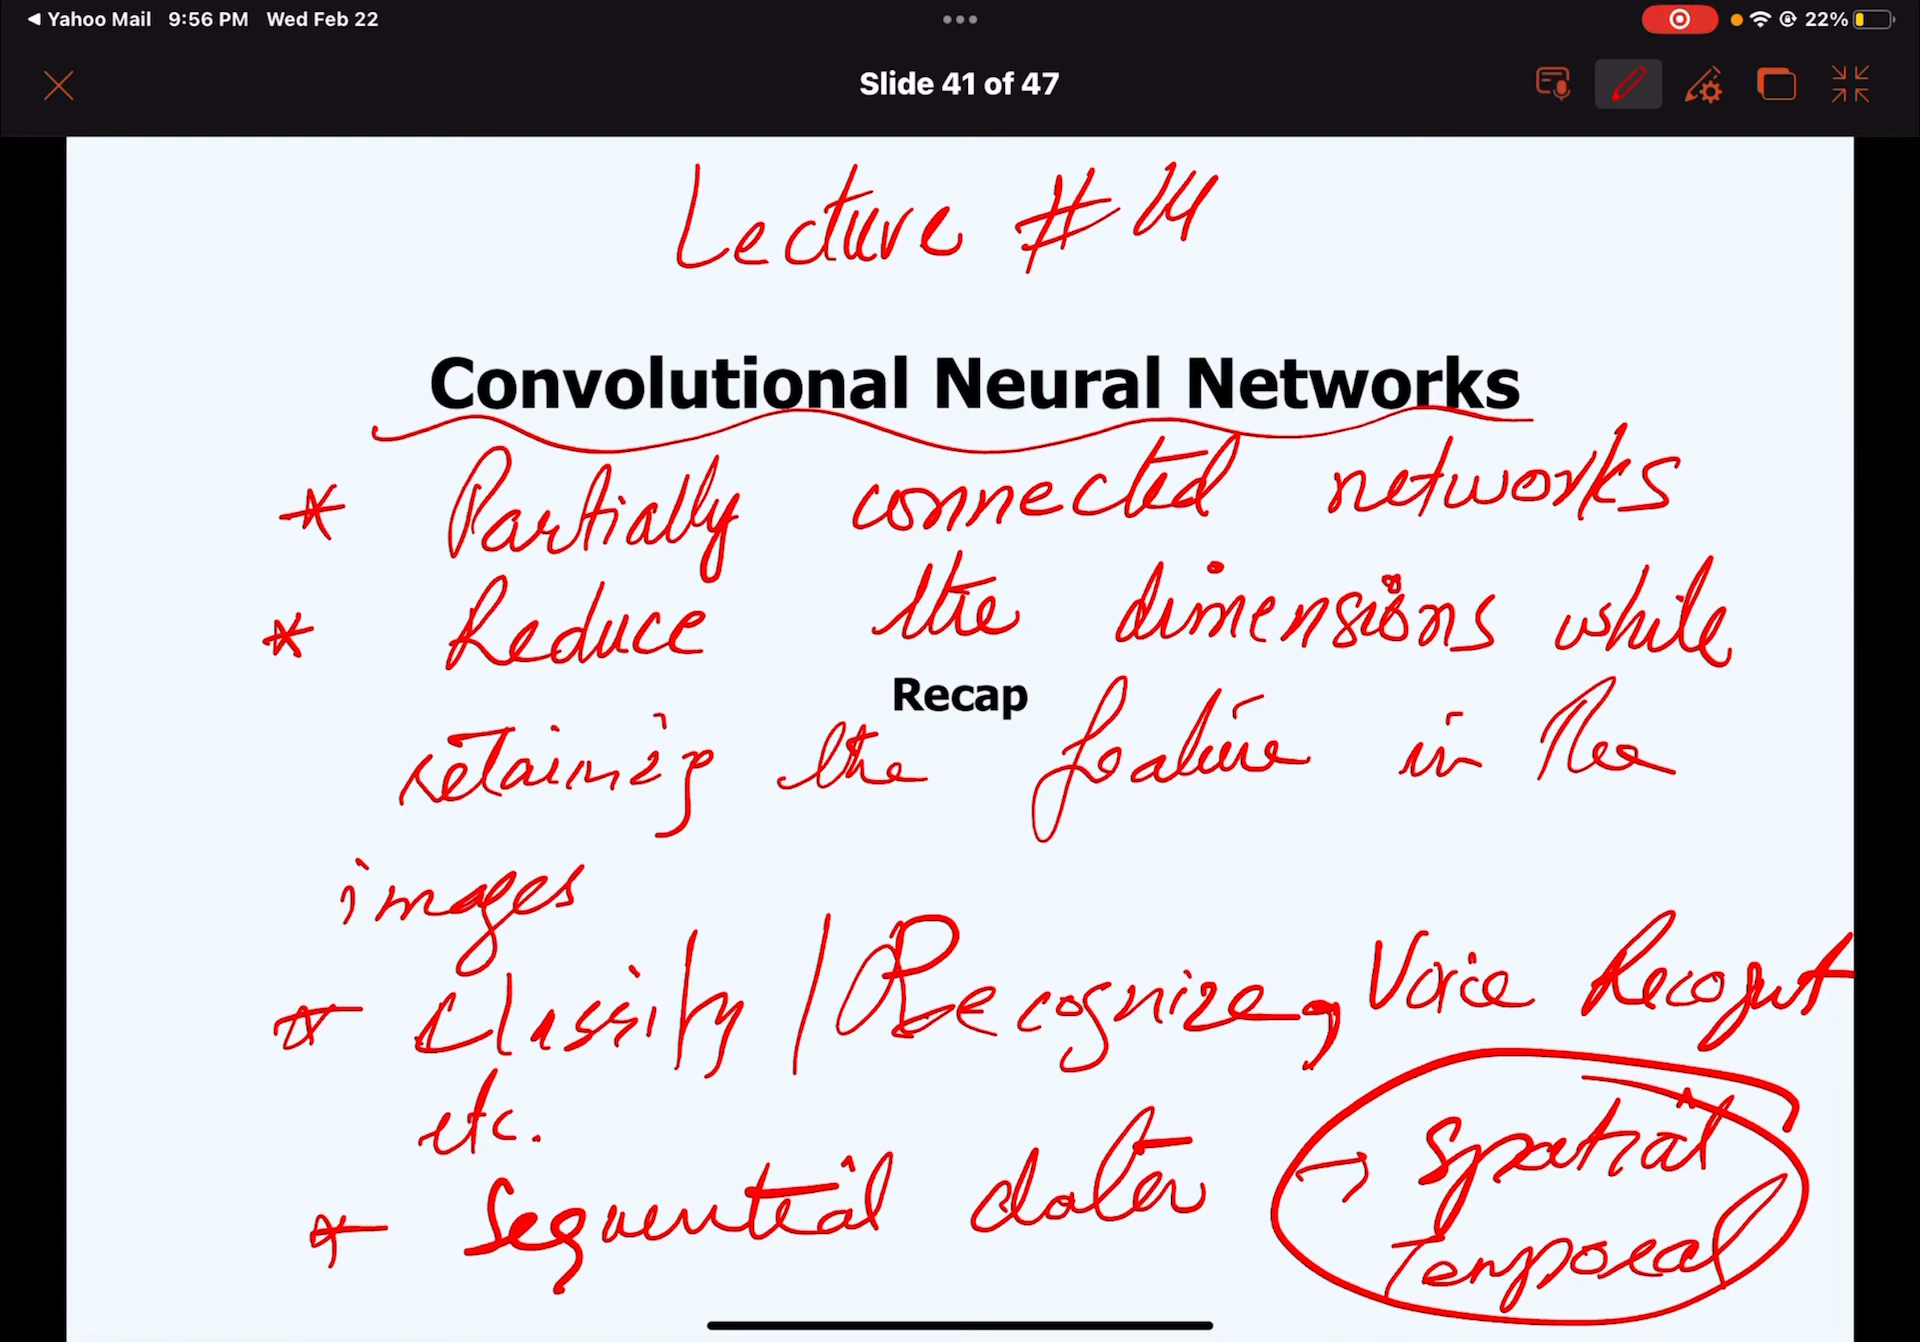 Yahoo Mail 9:56 PM Wed Feb 22
22%
Slide 41 of 47
Lecture #14
Convolutional Neural Networks
* Partially connected networks
* Reduce the dimensions while
Recap
retaining the feature in the
images
* Classify / Recognize, Voice
etc.
* Sequential data → Spatial
Temporal